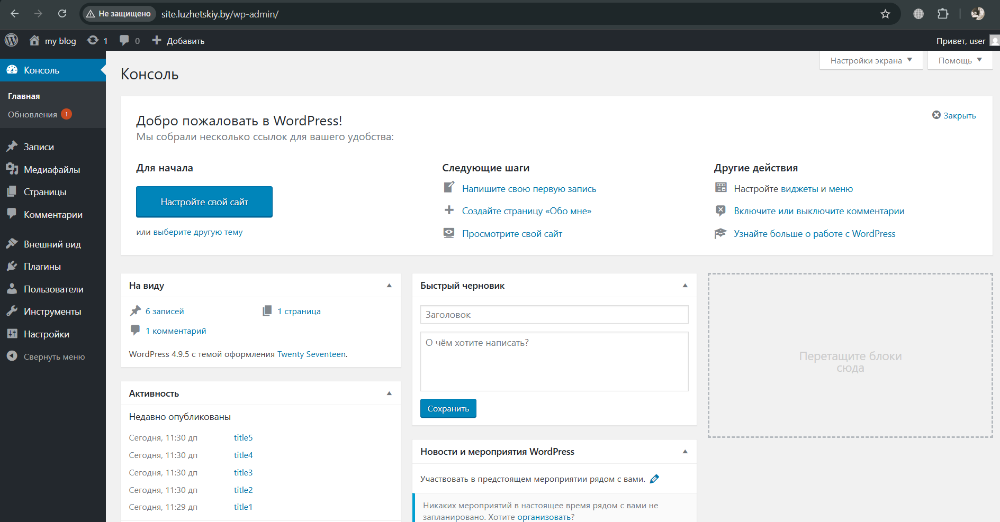 Не защищено
site.luzhetskiy.by/wp-admin/
my blog
1
0
Добавить
Привет, user
Консоль
Главная
Обновления 1
Записи
Медиафайлы
Страницы
Комментарии
Внешний вид
Плагины
Пользователи
Инструменты
Настройки
Свернуть меню
Настройки экрана
Помощь
Консоль
Добро пожаловать в WordPress!
Закрыть
Мы собрали несколько ссылок для вашего удобства:
Для начала
Настройте свой сайт
или выберите другую тему
Следующие шаги
Напишите свою первую запись
Создайте страницу «Обо мне»
Просмотрите свой сайт
Другие действия
Настройте виджеты и меню
Включите или выключите комментарии
Узнайте больше о работе с WordPress
На виду
6 записей
1 страница
1 комментарий
WordPress 4.9.5 с темой оформления Twenty Seventeen.
Активность
Недавно опубликованы
Сегодня, 11:30 дп title5
Сегодня, 11:30 дп title4
Сегодня, 11:30 дп title3
Сегодня, 11:30 дп title2
Сегодня, 11:29 дп title1
Быстрый черновик
Заголовок
О чём хотите написать?
Сохранить
Новости и мероприятия WordPress
Участвовать в предстоящем мероприятии рядом с вами.
Никаких мероприятий в настоящее время рядом с вами не
запланировано. Хотите организовать?
Перетащите блоки
сюда